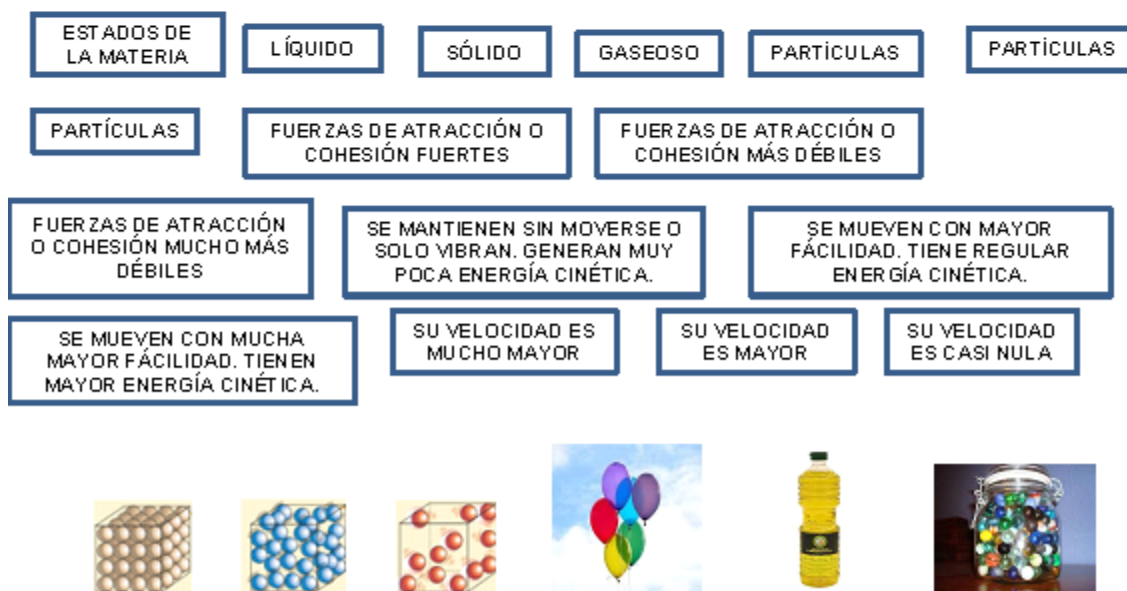 ESTADOS DE
LA MATERIA
LÍQUIDO
SÓLIDO
GASEOSO
PARTÍCULAS
PARTÍCULAS
PARTÍCULAS
FUERZAS DE ATRACCIÓN O
COHESIÓN FUERTES
FUERZAS DE ATRACCIÓN O
COHESIÓN MÁS DÉBILES
FUERZAS DE ATRACCIÓN
O COHESIÓN MUCHO MÁS
DÉBILES
SE MANTIENEN SIN MOVERSE O
SOLO VIBRAN. GENERAN MUY
POCA ENERGÍA CINÉTICA.
SE MUEVEN CON MAYOR
FÁCILIDAD. TIENE REGULAR
ENERGÍA CINÉTICA.
SE MUEVEN CON MUCHA
MAYOR FÁCILIDAD. TIENEN
MAYOR ENERGÍA CINÉTICA.
SU VELOCIDAD ES
MUCHO MAYOR
SU VELOCIDAD
ES MAYOR
SU VELOCIDAD
ES CASI NULA